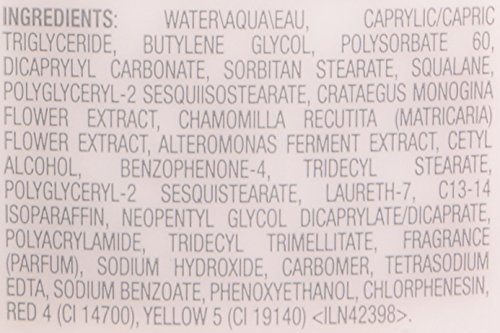 INGREDIENTS: WATER\AQUA\EAU, CAPRYLIC/CAPRIC
TRIGLYCERIDE, BUTYLENE GLYCOL, POLYSORBATE 60,
DICAPRYLYL CARBONATE, SORBITAN STEARATE, SQUALANE,
POLYGLYCERYL-2 SESQUIISOSTEARATE, CRATAEGUS MONOGINA
FLOWER EXTRACT, CHAMOMILLA RECUTITA (MATRICARIA)
FLOWER EXTRACT, ALTEROMONAS FERMENT EXTRACT, CETYL
ALCOHOL, BENZOPHENONE-4, TRIDECYL STEARATE,
POLYGLYCERYL-2 SESQUISTEARATE, LAURETH-7, C13-14
ISOPARAFFIN, NEOPENTYL GLYCOL DICAPRYLATE/DICAPRATE,
POLYACRYLAMIDE, TRIDECYL TRIMELLITATE, FRAGRANCE
(PARFUM), SODIUM HYDROXIDE, CARBOMER, TETRASODIUM
EDTA, SODIUM BENZOATE, PHENOXYETHANOL, CHLORPHENESIN,
RED 4 (CI 14700), YELLOW 5 (CI 19140) <ILN42398>.